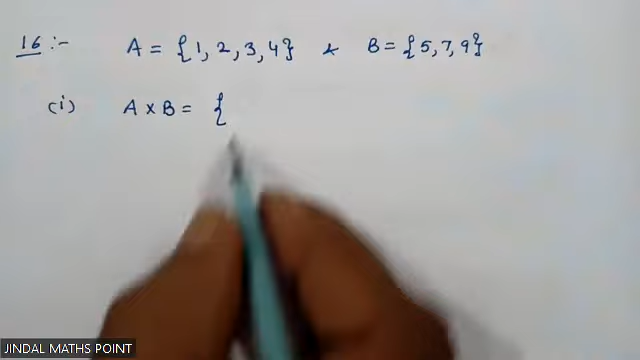 16 :- A = {1, 2, 3, 4} & B = {5, 7, 9}
(i) A × B = {
JINDAL MATHS POINT